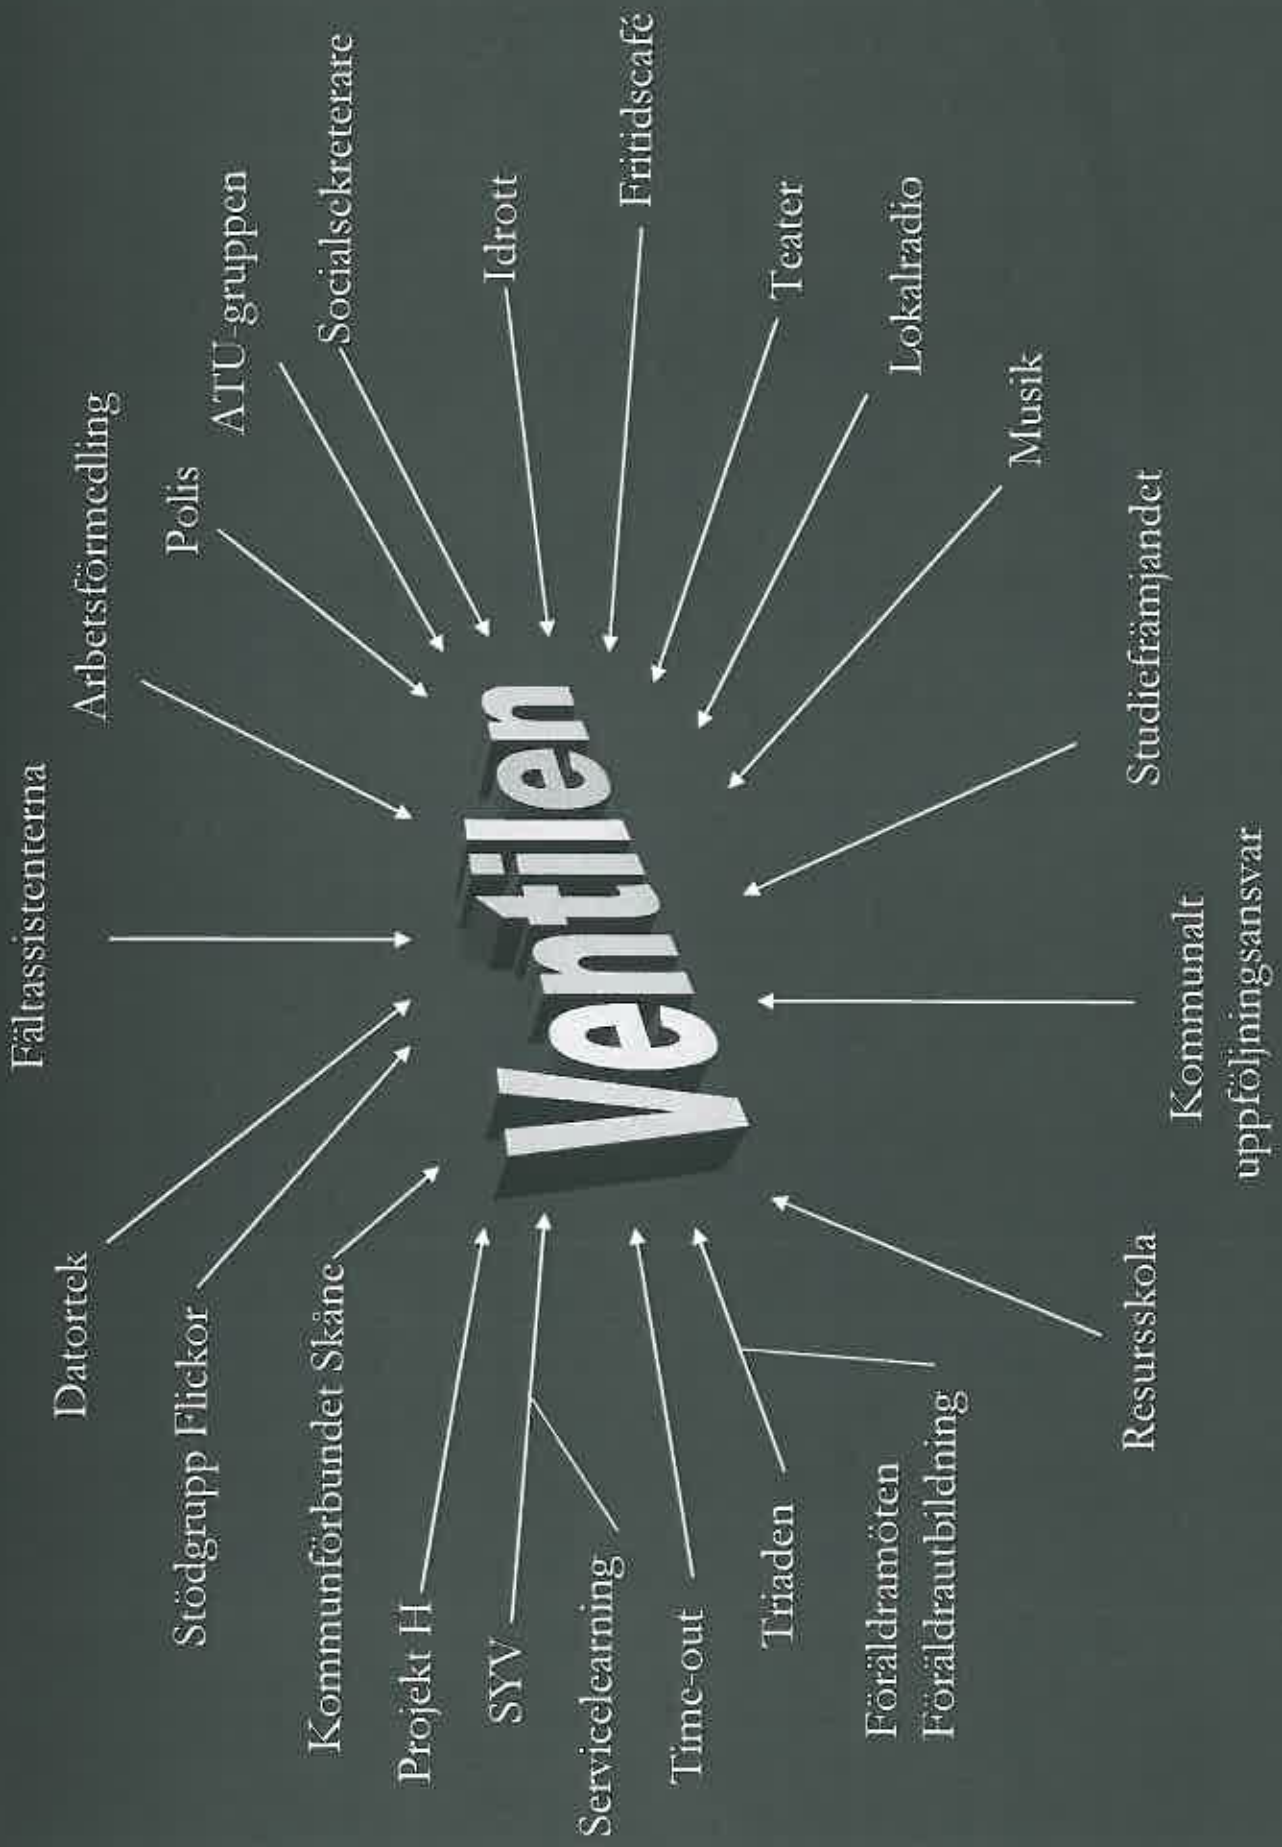 Fältassistenterna
Datortek
Arbetsförmedling
Stödgrupp Flickor
Polis
ATU-gruppen
Kommunförbundet Skåne
Socialsekreterare
Projekt H
SYV
Idrott
Servicelearning
Ventilen
Fritidscafé
Time-out
Triaden
Teater
Föräldramöten
Föräldrautbildning
Lokalradio
Musik
Resursskola
Studiefrämjandet
Kommunalt
uppföljningsansvar